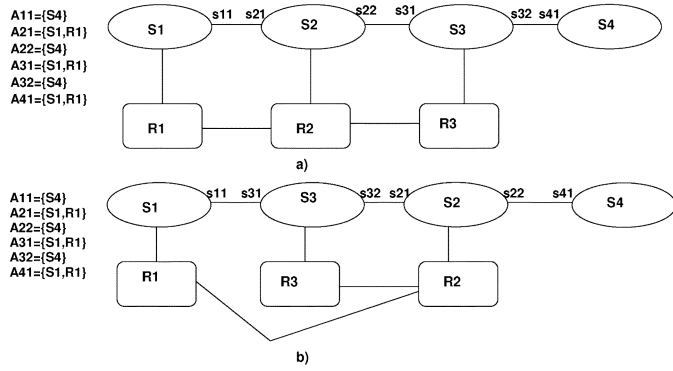 A11={S4}
A21={S1,R1}
A22={S4}
A31={S1,R1}
A32={S4}
A41={S1,R1}
S1 s11 s21 S2 s22 s31 S3 s32 s41 S4
R1 R2 R3
a)
A11={S4}
A21={S1,R1}
A22={S4}
A31={S1,R1}
A32={S4}
A41={S1,R1}
S1 s11 s31 S3 s32 s21 S2 s22 s41 S4
R1 R3 R2
b)